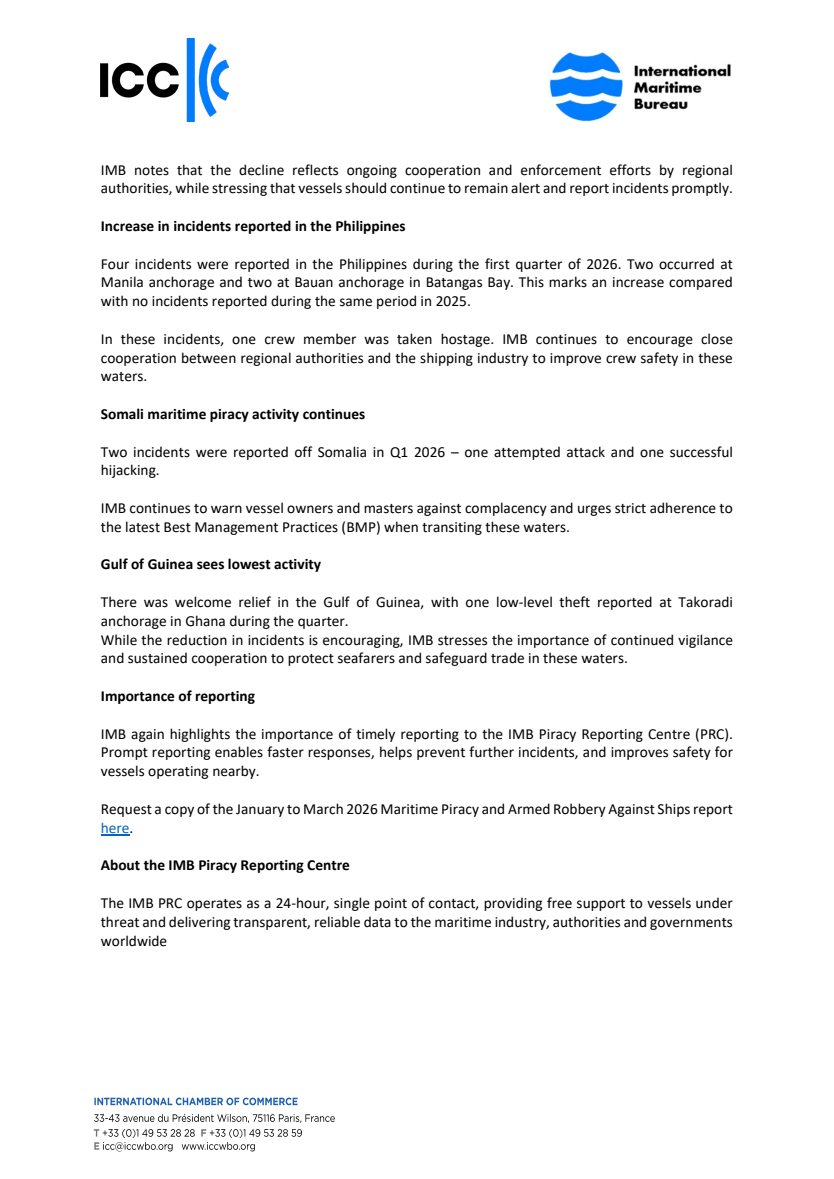 ICC
International
Maritime
Bureau
IMB notes that the decline reflects ongoing cooperation and enforcement efforts by regional
authorities, while stressing that vessels should continue to remain alert and report incidents promptly.
Increase in incidents reported in the Philippines
Four incidents were reported in the Philippines during the first quarter of 2026. Two occurred at
Manila anchorage and two at Bauan anchorage in Batangas Bay. This marks an increase compared
with no incidents reported during the same period in 2025.
In these incidents, one crew member was taken hostage. IMB continues to encourage close
cooperation between regional authorities and the shipping industry to improve crew safety in these
waters.
Somali maritime piracy activity continues
Two incidents were reported off Somalia in Q1 2026 – one attempted attack and one successful
hijacking.
IMB continues to warn vessel owners and masters against complacency and urges strict adherence to
the latest Best Management Practices (BMP) when transiting these waters.
Gulf of Guinea sees lowest activity
There was welcome relief in the Gulf of Guinea, with one low-level theft reported at Takoradi
anchorage in Ghana during the quarter.
While the reduction in incidents is encouraging, IMB stresses the importance of continued vigilance
and sustained cooperation to protect seafarers and safeguard trade in these waters.
Importance of reporting
IMB again highlights the importance of timely reporting to the IMB Piracy Reporting Centre (PRC).
Prompt reporting enables faster responses, helps prevent further incidents, and improves safety for
vessels operating nearby.
Request a copy of the January to March 2026 Maritime Piracy and Armed Robbery Against Ships report
here.
About the IMB Piracy Reporting Centre
The IMB PRC operates as a 24-hour, single point of contact, providing free support to vessels under
threat and delivering transparent, reliable data to the maritime industry, authorities and governments
worldwide
INTERNATIONAL CHAMBER OF COMMERCE
33-43 avenue du Président Wilson, 75116 Paris, France
T +33 (0)1 49 53 28 28 F +33 (0)1 49 53 28 59
E icc@iccwbo.org www.iccwbo.org